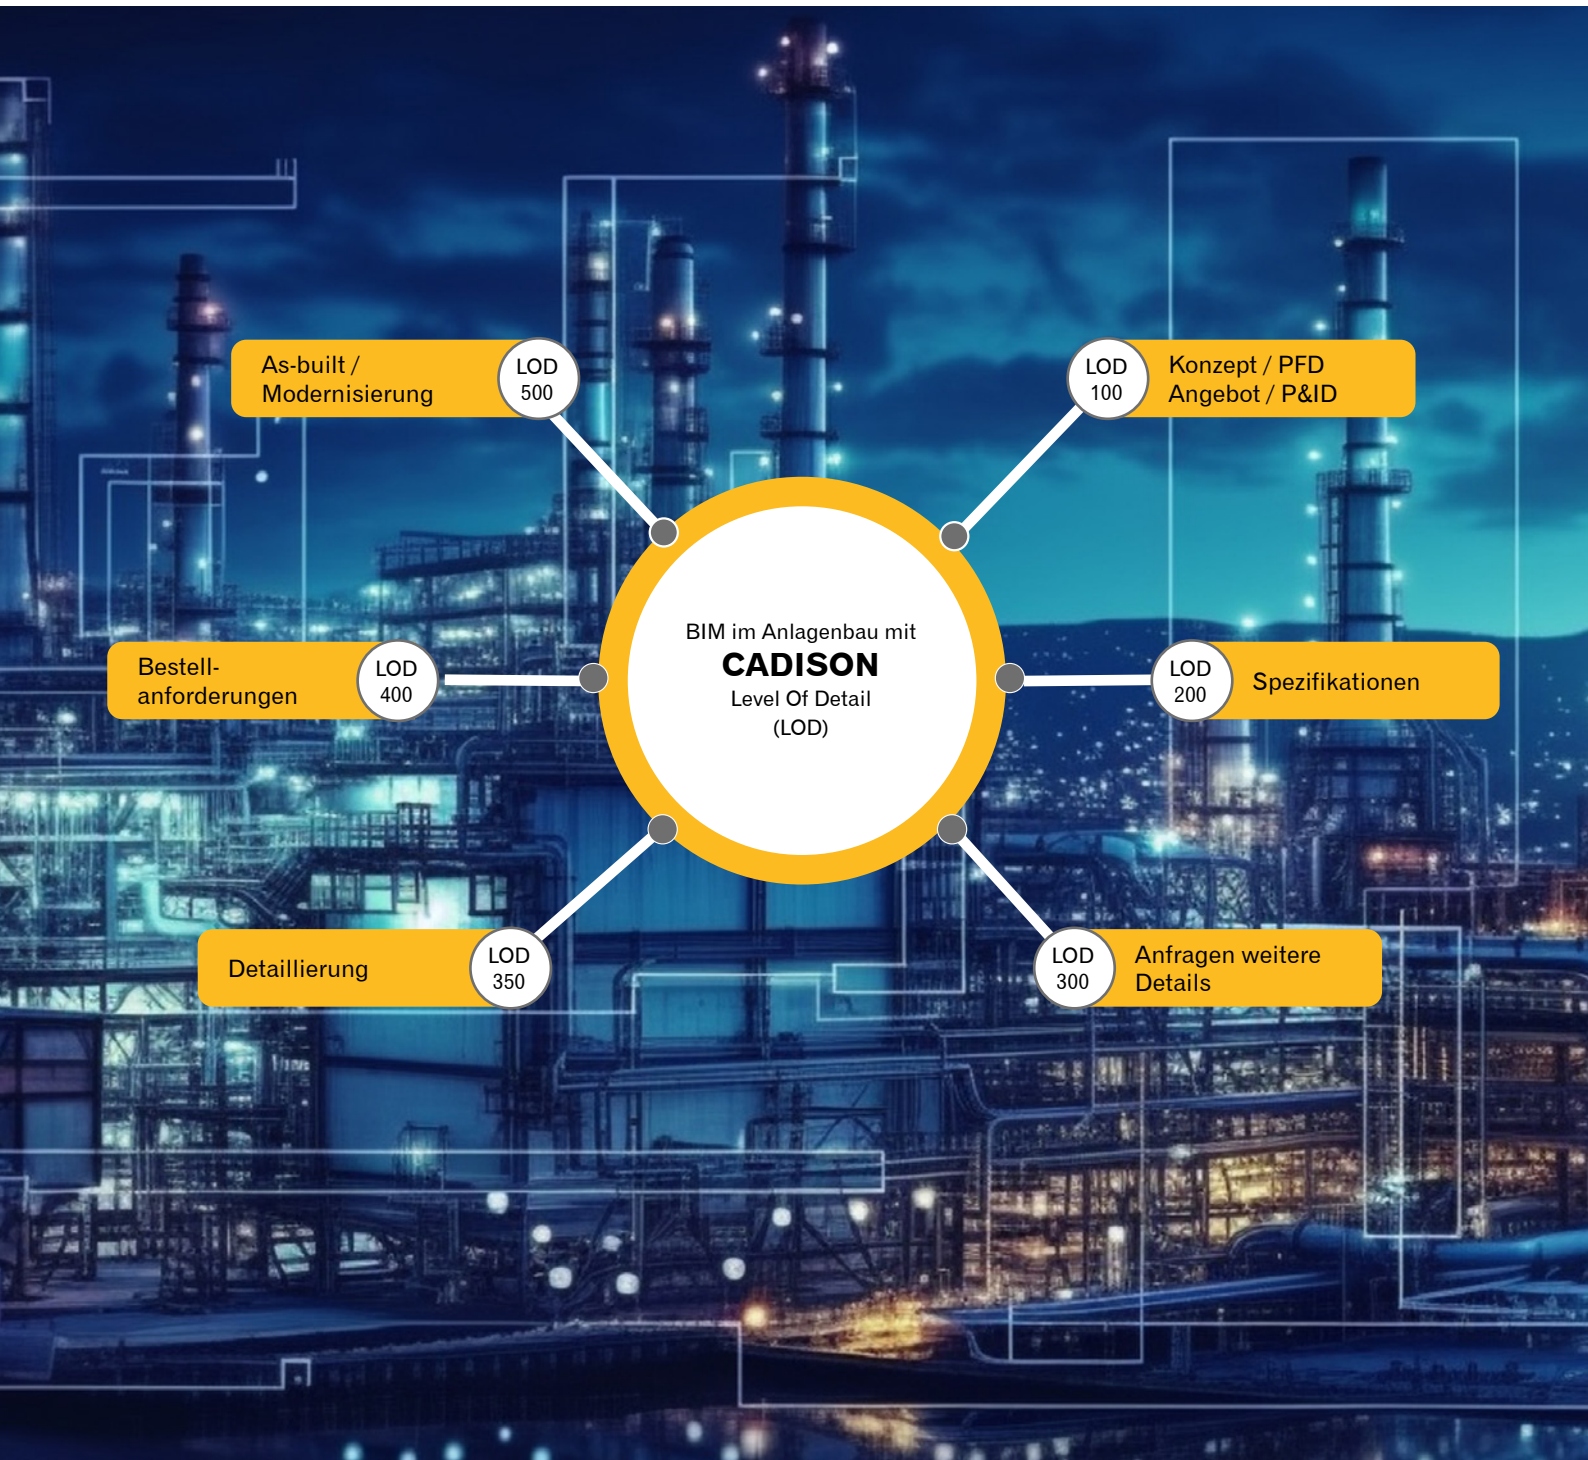 BIM im Anlagenbau mit
CADISON
Level Of Detail
(LOD)
LOD
100
Konzept / PFD
Angebot / P&ID
LOD
200
Spezifikationen
LOD
300
Anfragen weitere
Details
Detaillierung
LOD
350
Bestell-
anforderungen
LOD
400
As-built /
Modernisierung
LOD
500